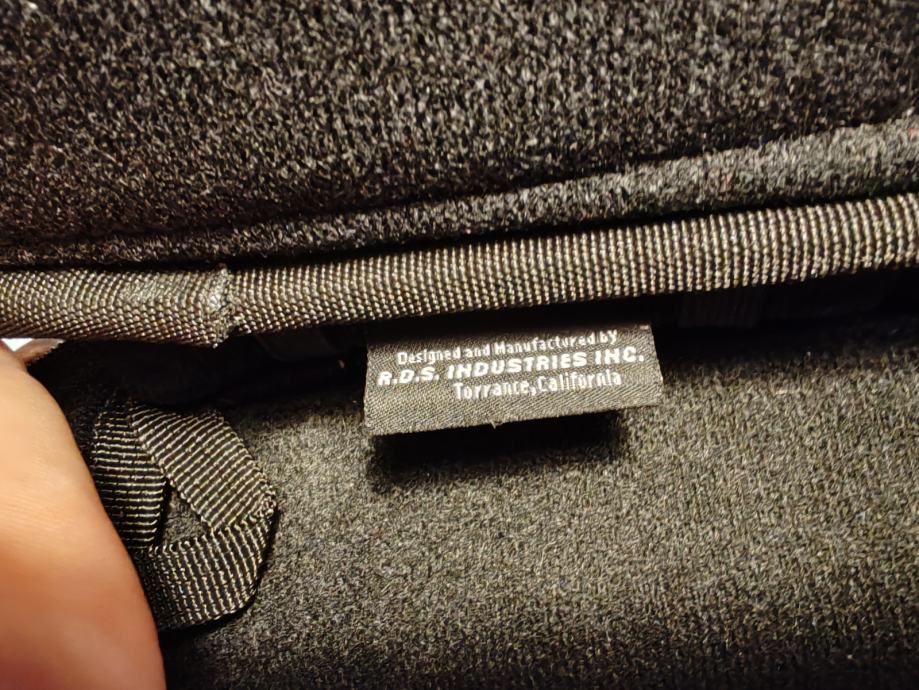 Designed and Manufactured by
R.D.S. INDUSTRIES INC.
Torrance, California